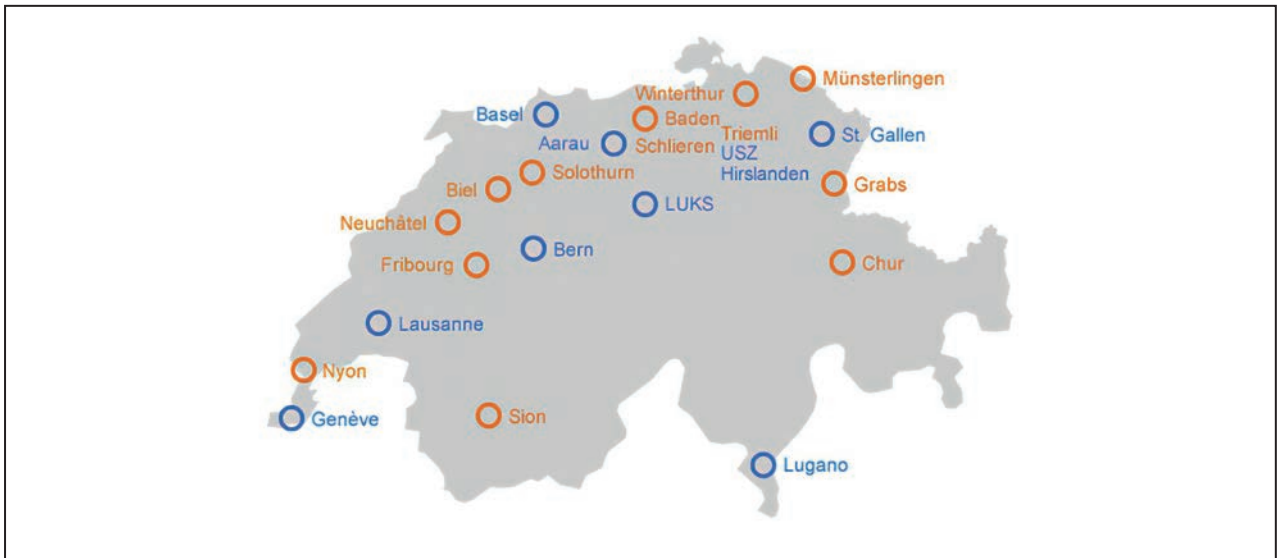 Münsterlingen
Winterthur
Basel
Baden
Triemli
St. Gallen
Aarau
Schlieren
USZ
Hirslanden
Solothurn
Grabs
Biel
LUKS
Neuchâtel
Bern
Fribourg
Chur
Lausanne
Nyon
Genève
Sion
Lugano